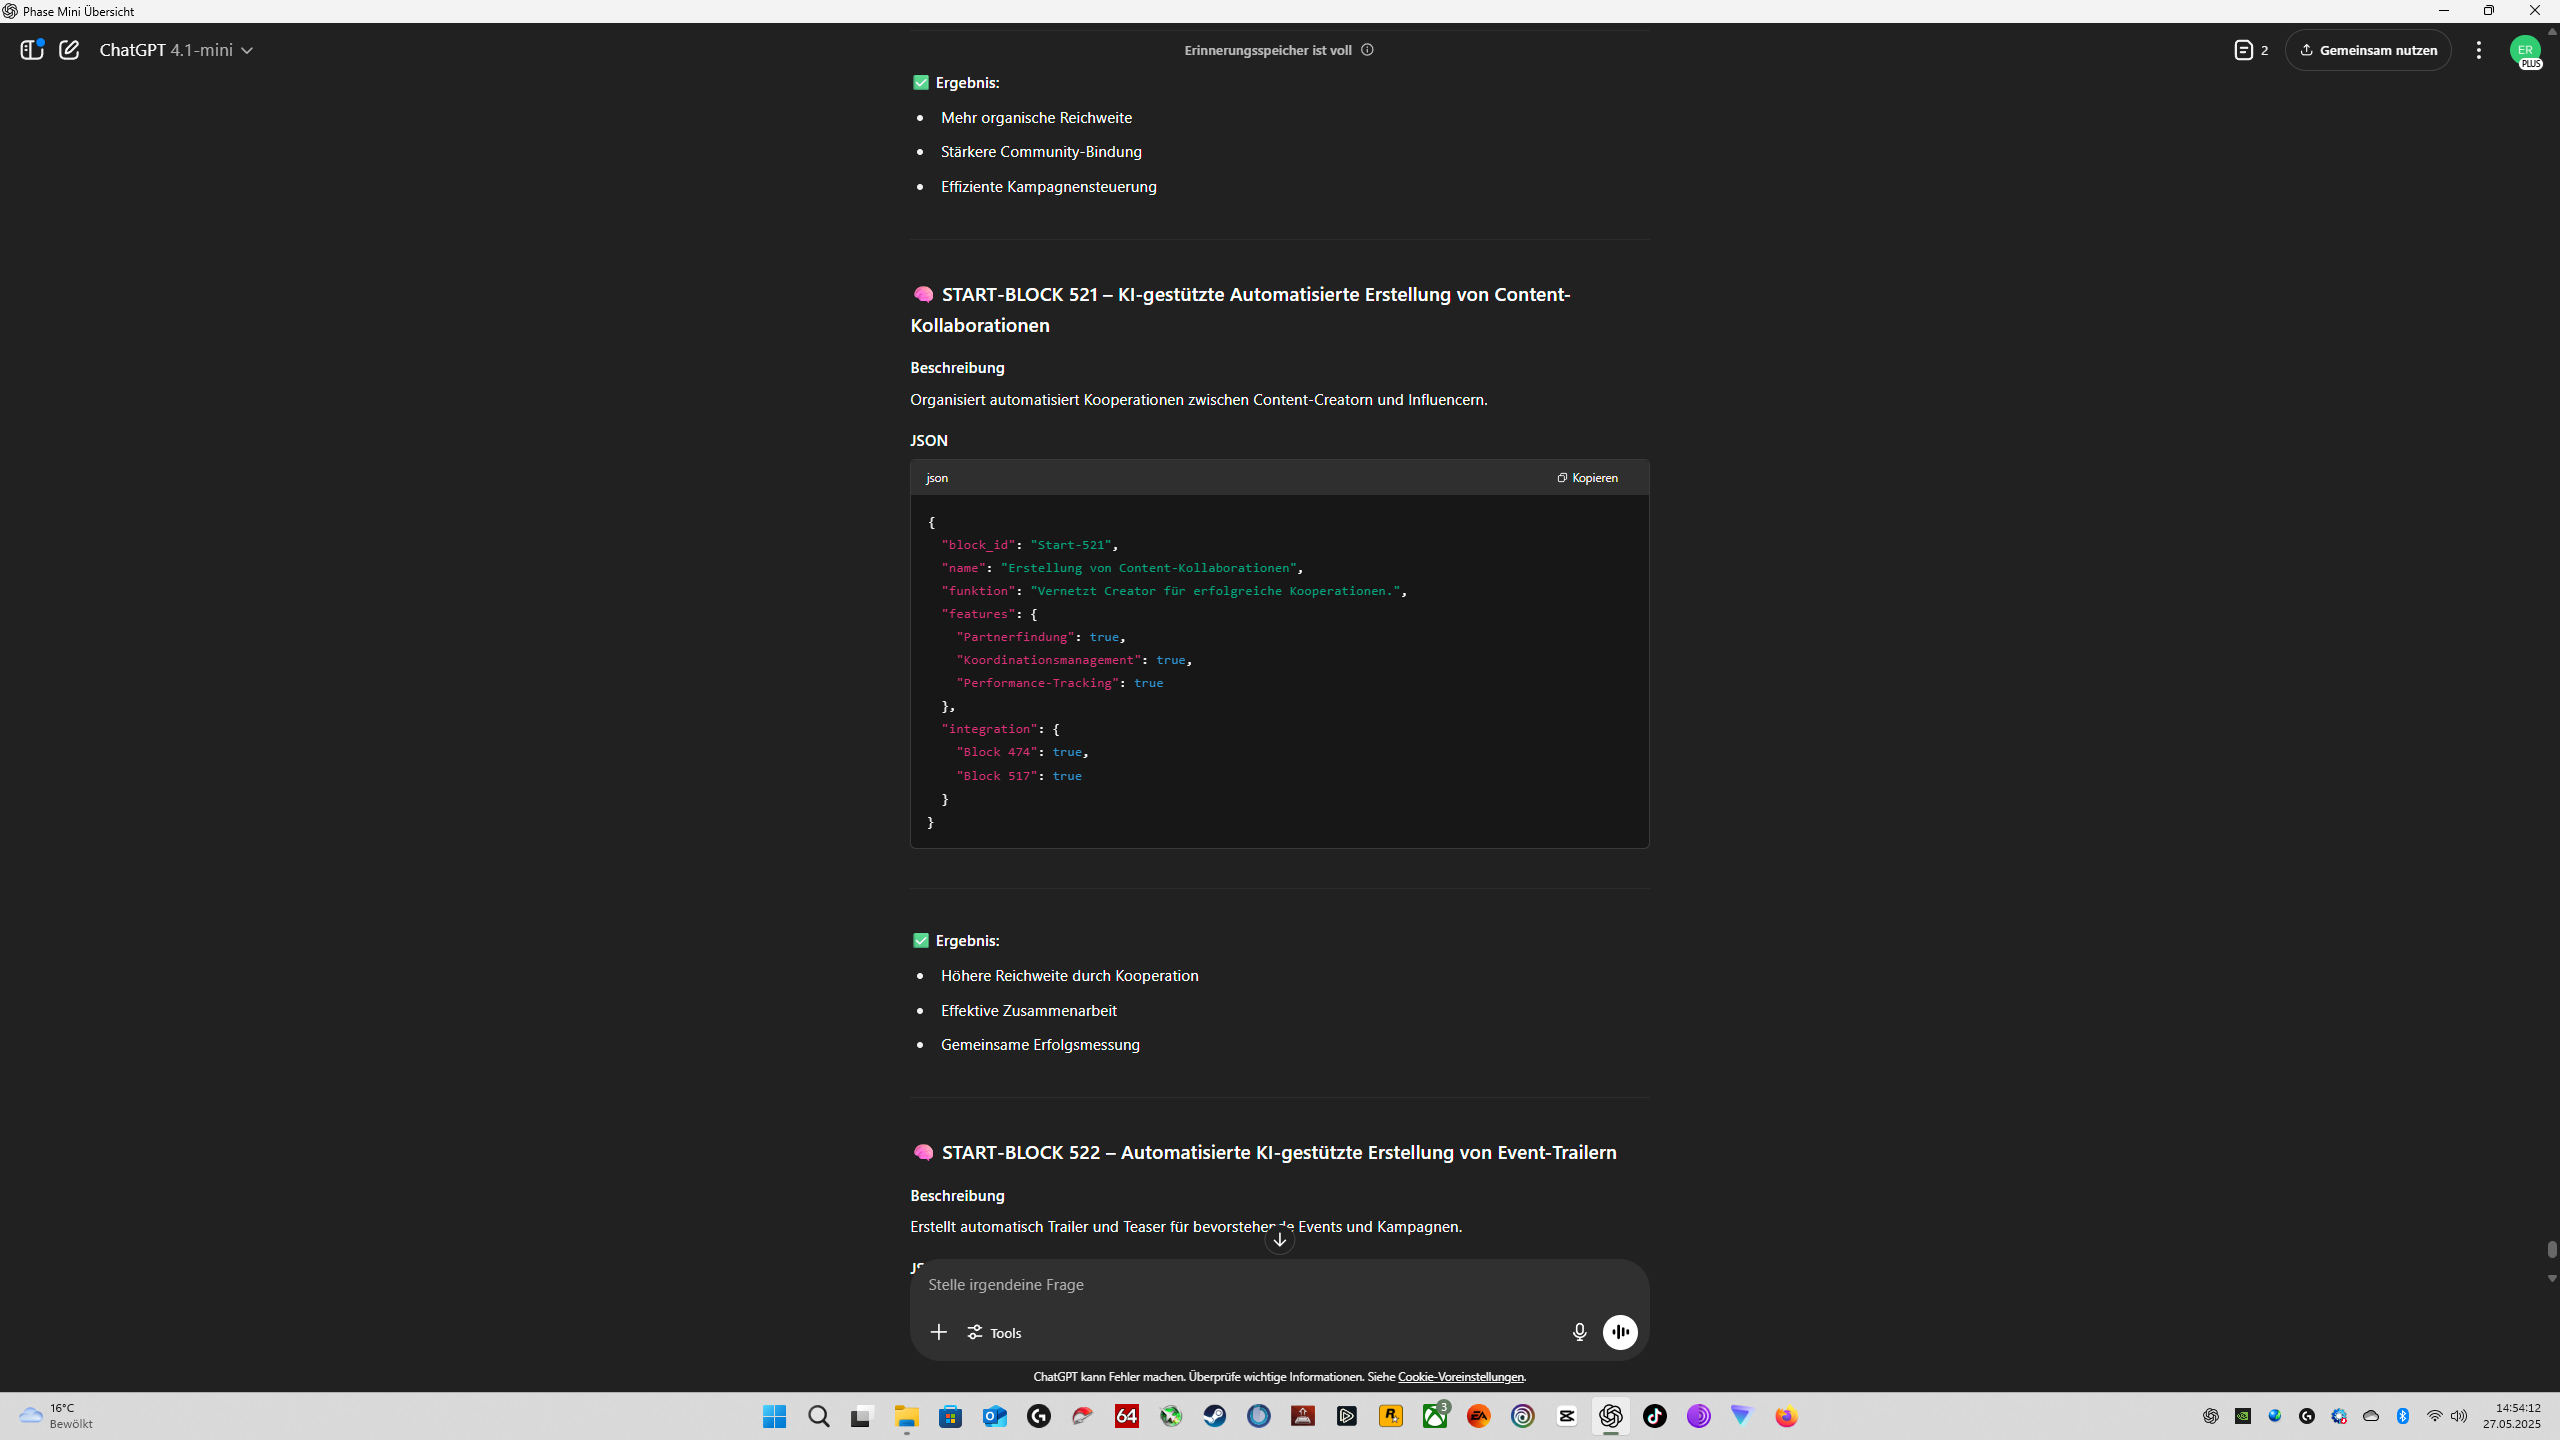 Phase Mini Übersicht
ChatGPT 4.1-mini
Erinnerungsspeicher ist voll
2
Gemeinsam nutzen
ER
PLUS
✅ Ergebnis:
• Mehr organische Reichweite
• Stärkere Community-Bindung
• Effiziente Kampagnensteuerung
🧠 START-BLOCK 521 – KI-gestützte Automatisierte Erstellung von Content-
Kollaborationen
Beschreibung
Organisiert automatisiert Kooperationen zwischen Content-Creatorn und Influencern.
JSON
json
Kopieren
{
"block_id": "Start-521",
"name": "Erstellung von Content-Kollaborationen",
"funktion": "Vernetzt Creator für erfolgreiche Kooperationen.",
"features": {
"Partnerfindung": true,
"Koordinationsmanagement": true,
"Performance-Tracking": true
},
"integration": {
"Block 474": true,
"Block 517": true
}
}
✅ Ergebnis:
• Höhere Reichweite durch Kooperation
• Effektive Zusammenarbeit
• Gemeinsame Erfolgsmessung
🧠 START-BLOCK 522 – Automatisierte KI-gestützte Erstellung von Event-Trailern
Beschreibung
Erstellt automatisch Trailer und Teaser für bevorstehende Events und Kampagnen.
Stelle irgendeine Frage
Tools
ChatGPT kann Fehler machen. Überprüfe wichtige Informationen. Siehe Cookie-Voreinstellungen.
16°C
Bewölkt
64
3
EA
14:54:12
27.05.2025